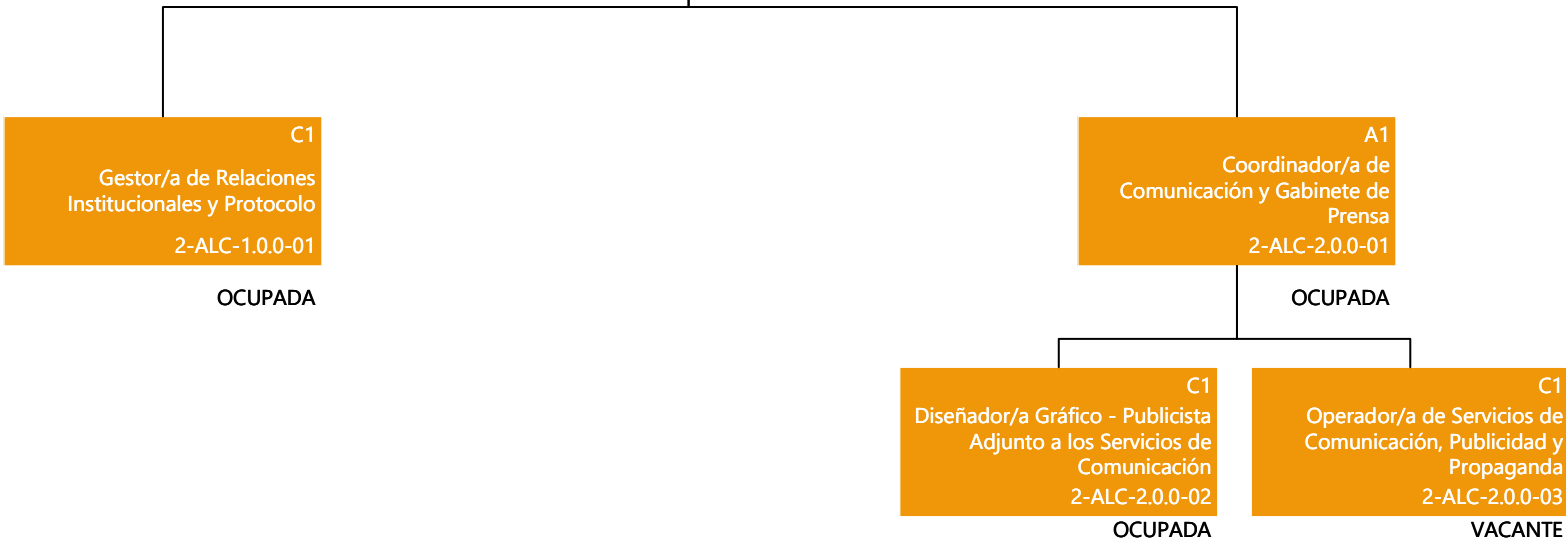 C1
Gestor/a de Relaciones
Institucionales y Protocolo
2-ALC-1.0.0-01
OCUPADA
A1
Coordinador/a de
Comunicación y Gabinete de
Prensa
2-ALC-2.0.0-01
OCUPADA
C1
Diseñador/a Gráfico - Publicista
Adjunto a los Servicios de
Comunicación
2-ALC-2.0.0-02
OCUPADA
C1
Operador/a de Servicios de
Comunicación, Publicidad y
Propaganda
2-ALC-2.0.0-03
VACANTE